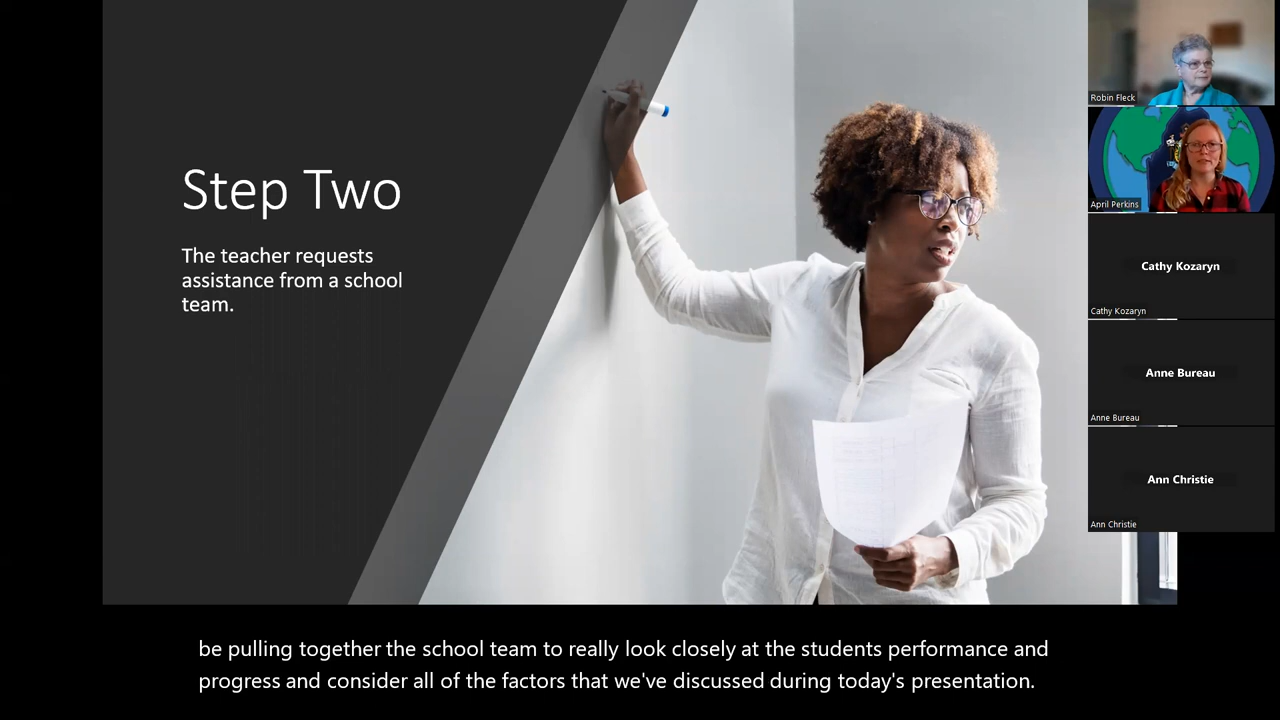 Step Two
The teacher requests
assistance from a school
team.
Robin Fleck
April Perkins
Cathy Kozaryn
Cathy Kozaryn
Anne Bureau
Anne Bureau
Ann Christie
Ann Christie
be pulling together the school team to really look closely at the students performance and
progress and consider all of the factors that we've discussed during today's presentation.